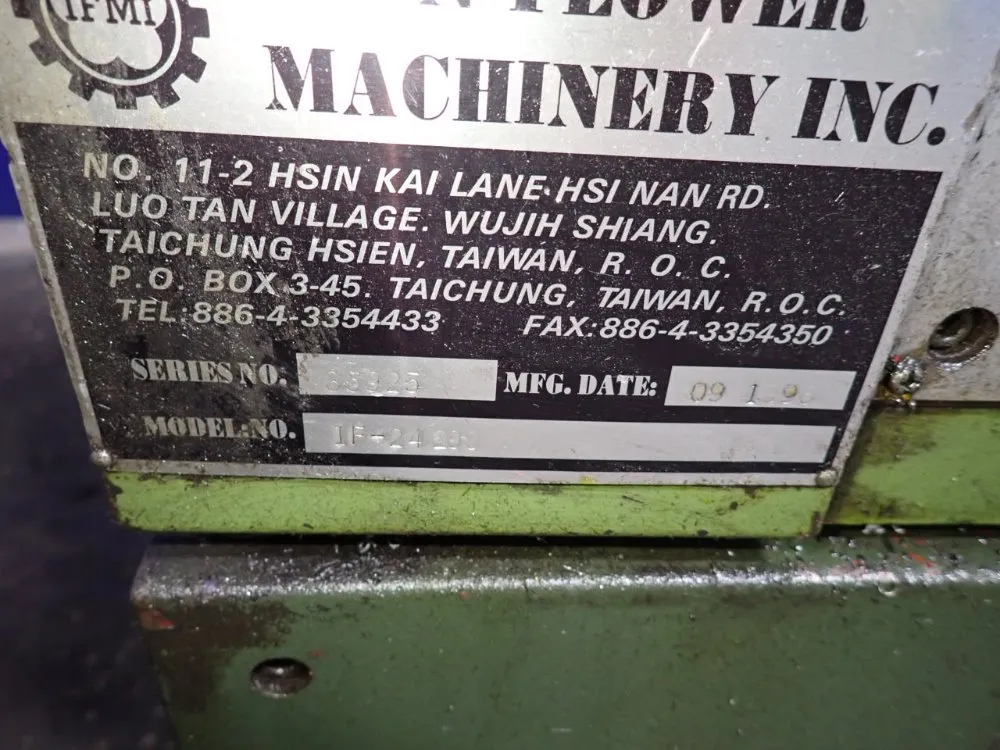 IFMI
N FLOWER
MACHINERY INC.
NO. 11-2 HSIN KAI LANE HSI NAN RD.
LUO TAN VILLAGE. WUJIH SHIANG.
TAICHUNG HSIEN, TAIWAN, R. O. C.
P.O. BOX 3-45. TAICHUNG, TAIWAN, R.O.C.
TEL:886-4-3354433 FAX:886-4-3354350
SERIES NO: MFG. DATE:
MODEL:NO.